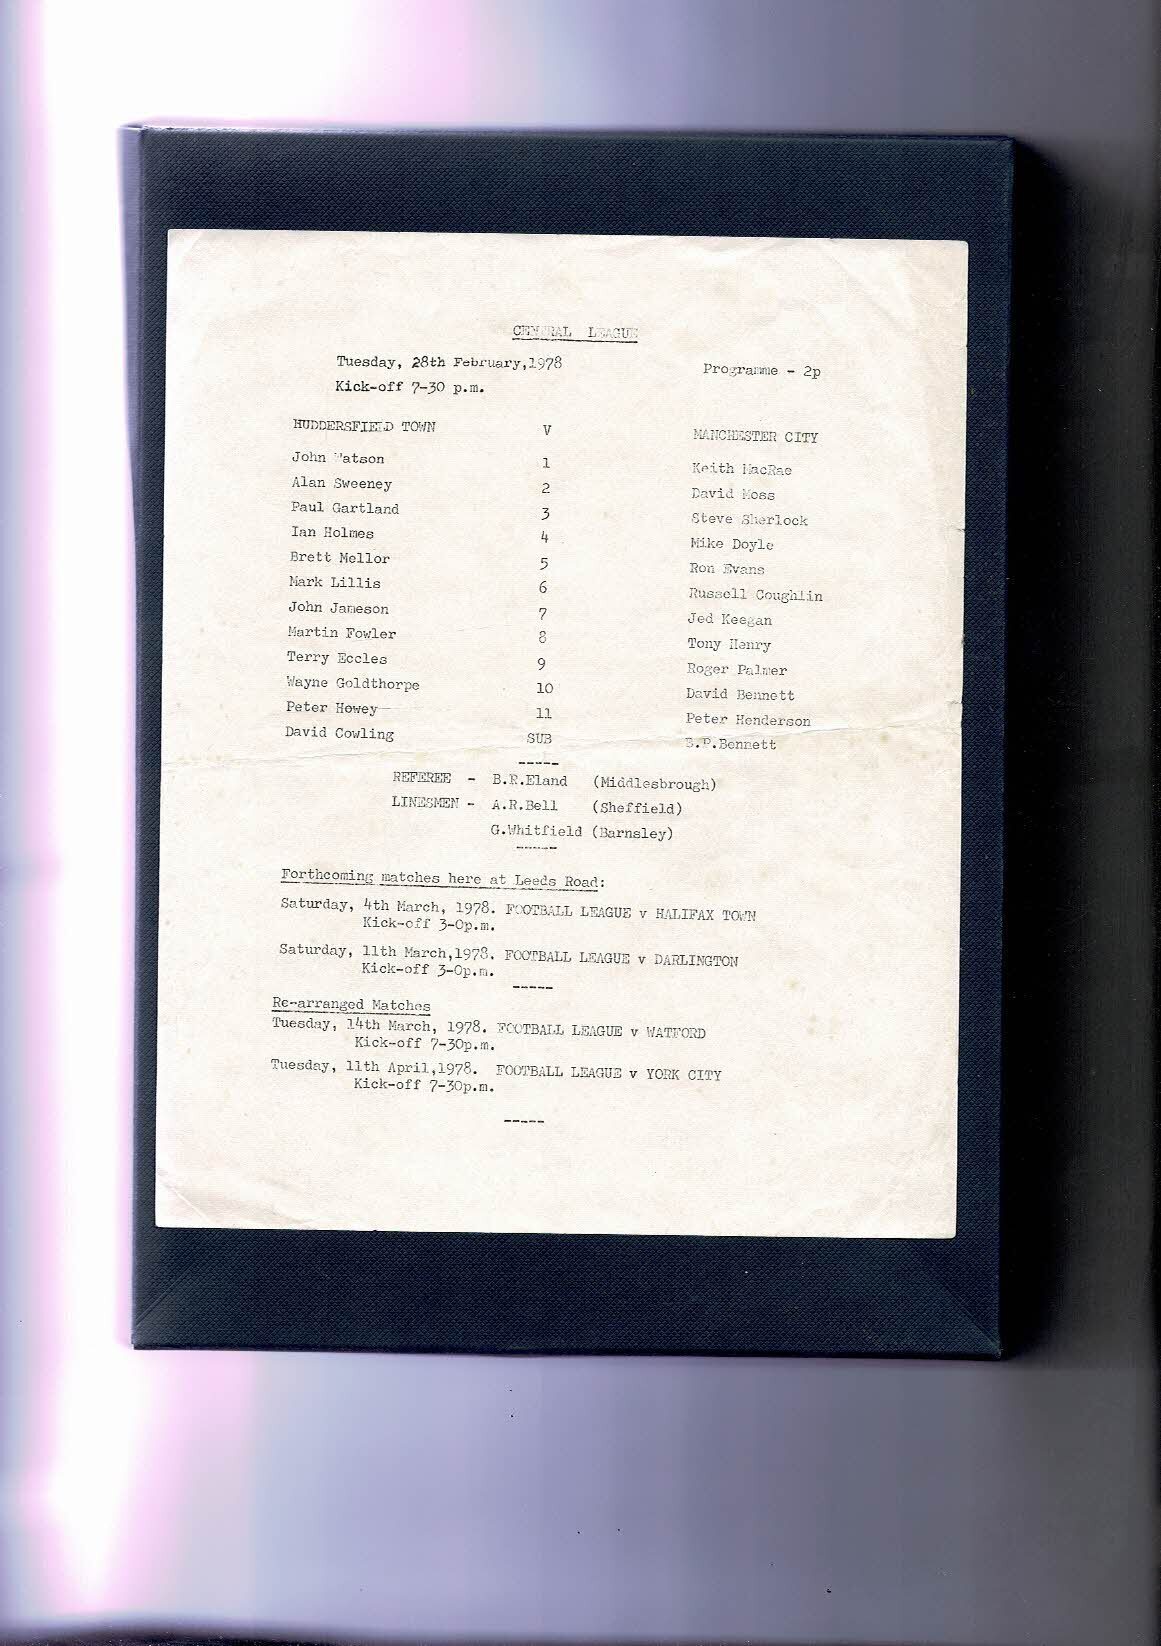 CENTRAL LEAGUE
Tuesday, 28th February,1978
Programme - 2p
Kick-off 7-30 p.m.
HUDDERSFIELD TOWN V MANCHESTER CITY
John Watson 1 Keith MacRae
Alan Sweeney 2 David Moss
Paul Gartland 3 Steve Sherlock
Ian Holmes 4 Mike Doyle
Brett Mellor 5 Ron Evans
Mark Lillis 6 Russell Coughlin
John Jameson 7 Jed Keegan
Martin Fowler 8 Tony Henry
Terry Eccles 9 Roger Palmer
Wayne Goldthorpe 10 David Bennett
Peter Howey 11 Peter Henderson
David Cowling SUB B.P.Bennett
-----
REFEREE - B.R.Eland (Middlesbrough)
LINESMEN - A.R.Bell (Sheffield)
G.Whitfield (Barnsley)
-----
Forthcoming matches here at Leeds Road:
Saturday, 4th March, 1978. FOOTBALL LEAGUE v HALIFAX TOWN
Kick-off 3-0p.m.
Saturday, 11th March,1978. FOOTBALL LEAGUE v DARLINGTON
Kick-off 3-0p.m.
-----
Re-arranged Matches
Tuesday, 14th March, 1978. FOOTBALL LEAGUE v WATFORD
Kick-off 7-30p.m.
Tuesday, 11th April,1978. FOOTBALL LEAGUE v YORK CITY
Kick-off 7-30p.m.
-----